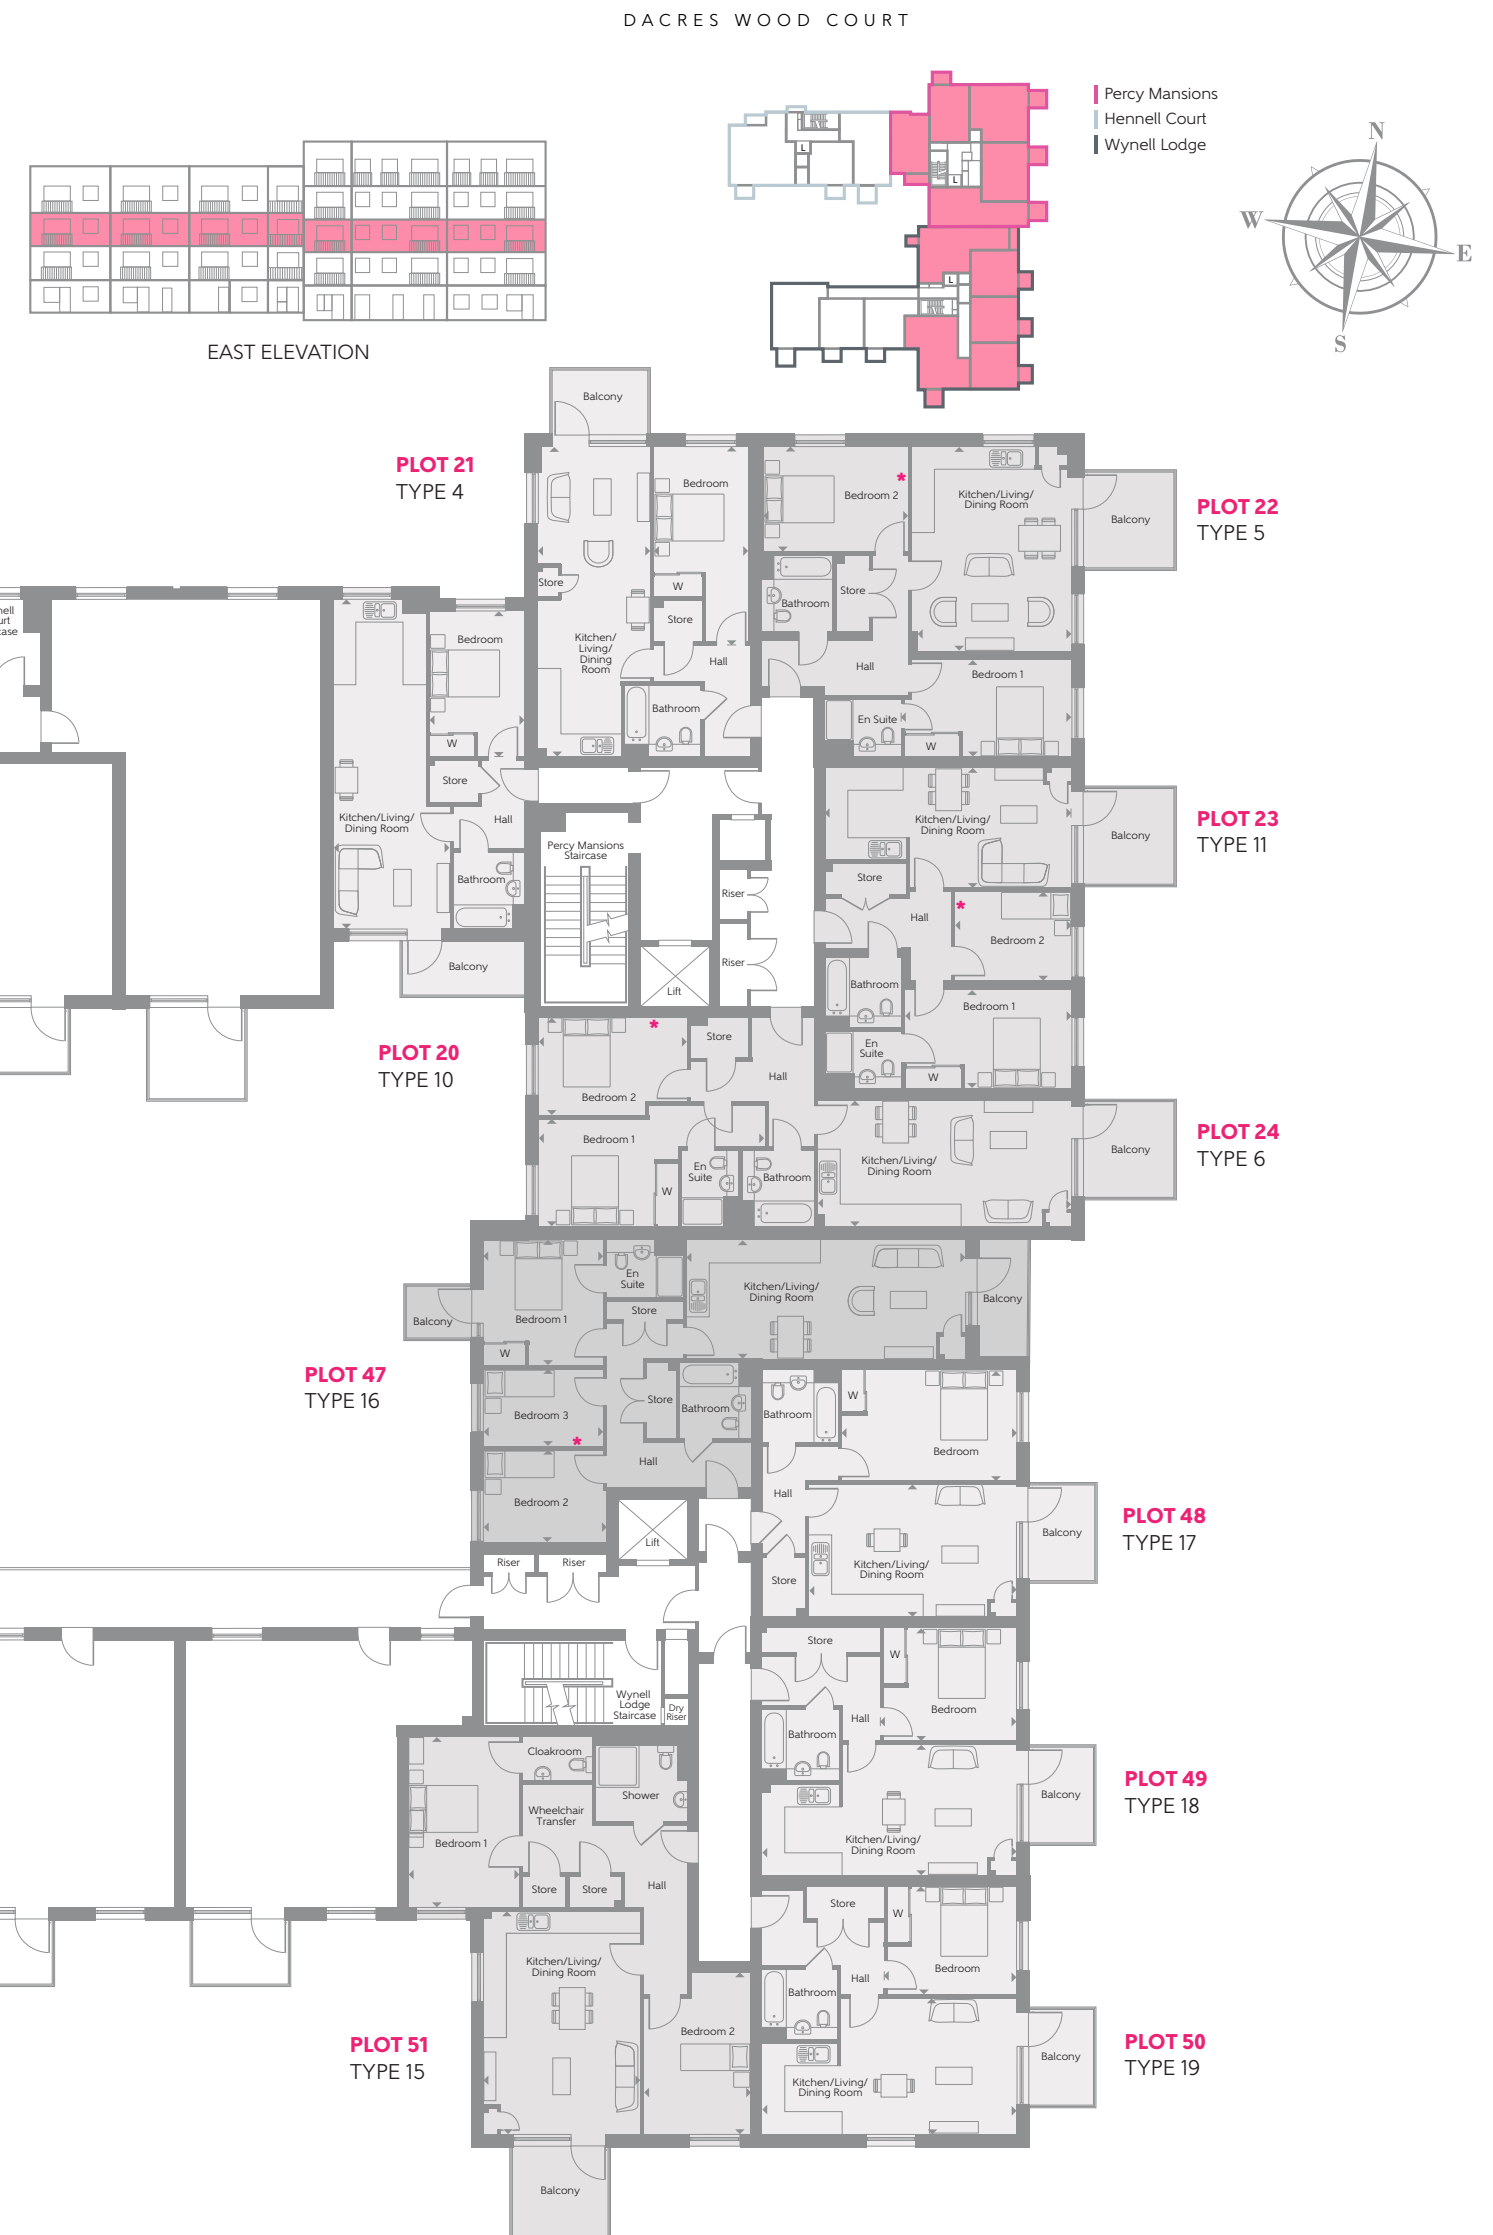 DACRES WOOD COURT
Percy Mansions
Hennell Court
Wynell Lodge
N
W
E
S
L
L
EAST ELEVATION
Balcony
PLOT 21
TYPE 4
Bedroom
Store
W
Store
Kitchen/
Living/
Dining
Room
Hall
Bathroom
Bedroom 2
*
Kitchen/Living/
Dining Room
Balcony
PLOT 22
TYPE 5
Bathroom
Store
Hall
Bedroom 1
En Suite
W
Bedroom
W
Store
Kitchen/Living/
Dining Room
Hall
Bathroom
Balcony
PLOT 20
TYPE 10
Percy Mansions
Staircase
Riser
Riser
Lift
Kitchen/Living/
Dining Room
Balcony
PLOT 23
TYPE 11
Store
Hall
*
Bedroom 2
Bathroom
Bedroom 1
En
Suite
W
*
Store
Hall
Bedroom 2
Bedroom 1
En
Suite
W
Bathroom
Kitchen/Living/
Dining Room
Balcony
PLOT 24
TYPE 6
En
Suite
Kitchen/Living/
Dining Room
Balcony
Balcony
Bedroom 1
Store
W
PLOT 47
TYPE 16
Bedroom 3
*
Store
Bathroom
Hall
Bedroom 2
Lift
Riser
Riser
Bathroom
W
Bedroom
Hall
PLOT 48
TYPE 17
Balcony
Kitchen/Living/
Dining Room
Store
Store
W
Bedroom
Hall
Bathroom
Wynell
Lodge
Staircase
Dry
Riser
PLOT 49
TYPE 18
Balcony
Kitchen/Living/
Dining Room
Cloakroom
Shower
Wheelchair
Transfer
Bedroom 1
Store
Store
Hall
Kitchen/Living/
Dining Room
Bedroom 2
PLOT 51
TYPE 15
Balcony
Store
W
Bedroom
Hall
Bathroom
PLOT 50
TYPE 19
Balcony
Kitchen/Living/
Dining Room